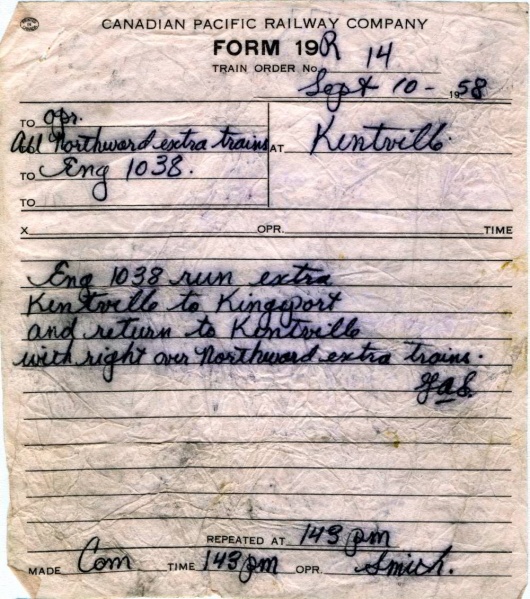 CANADIAN PACIFIC RAILWAY COMPANY
FORM 19R
TRAIN ORDER No. 14
Sept 10 - 1958
TO Opr.
All Northward extra trains AT Kentville
TO Eng 1038.
TO
X OPR. TIME
Eng 1038 run extra
Kentville to Kingsport
and return to Kentville
with right over Northward extra trains.
REPEATED AT 143 pm
MADE Com TIME 143 pm OPR. Smith.